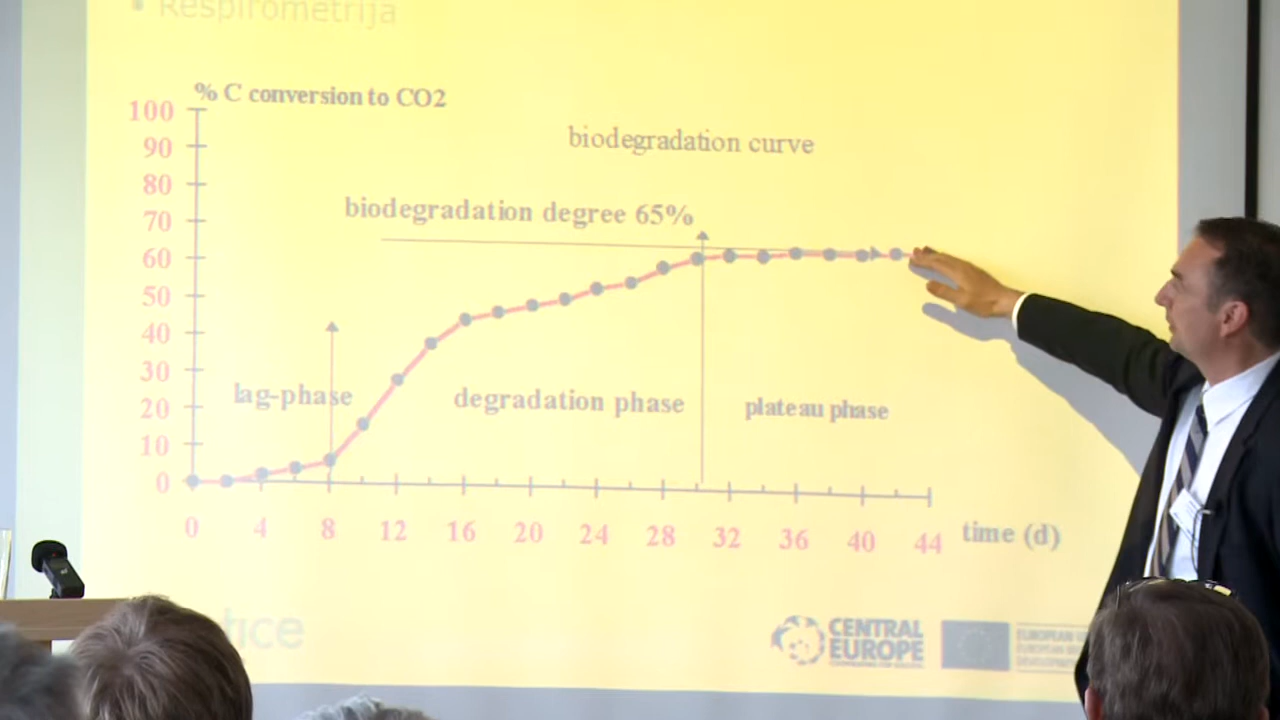 Respirometrija
% C conversion to CO2
100
90
80
70
60
50
40
30
20
10
0
biodegradation curve
biodegradation degree 65%
lag-phase
degradation phase
plateau phase
0 4 8 12 16 20 24 28 32 36 40 44 time (d)
CENTRAL
EUROPE